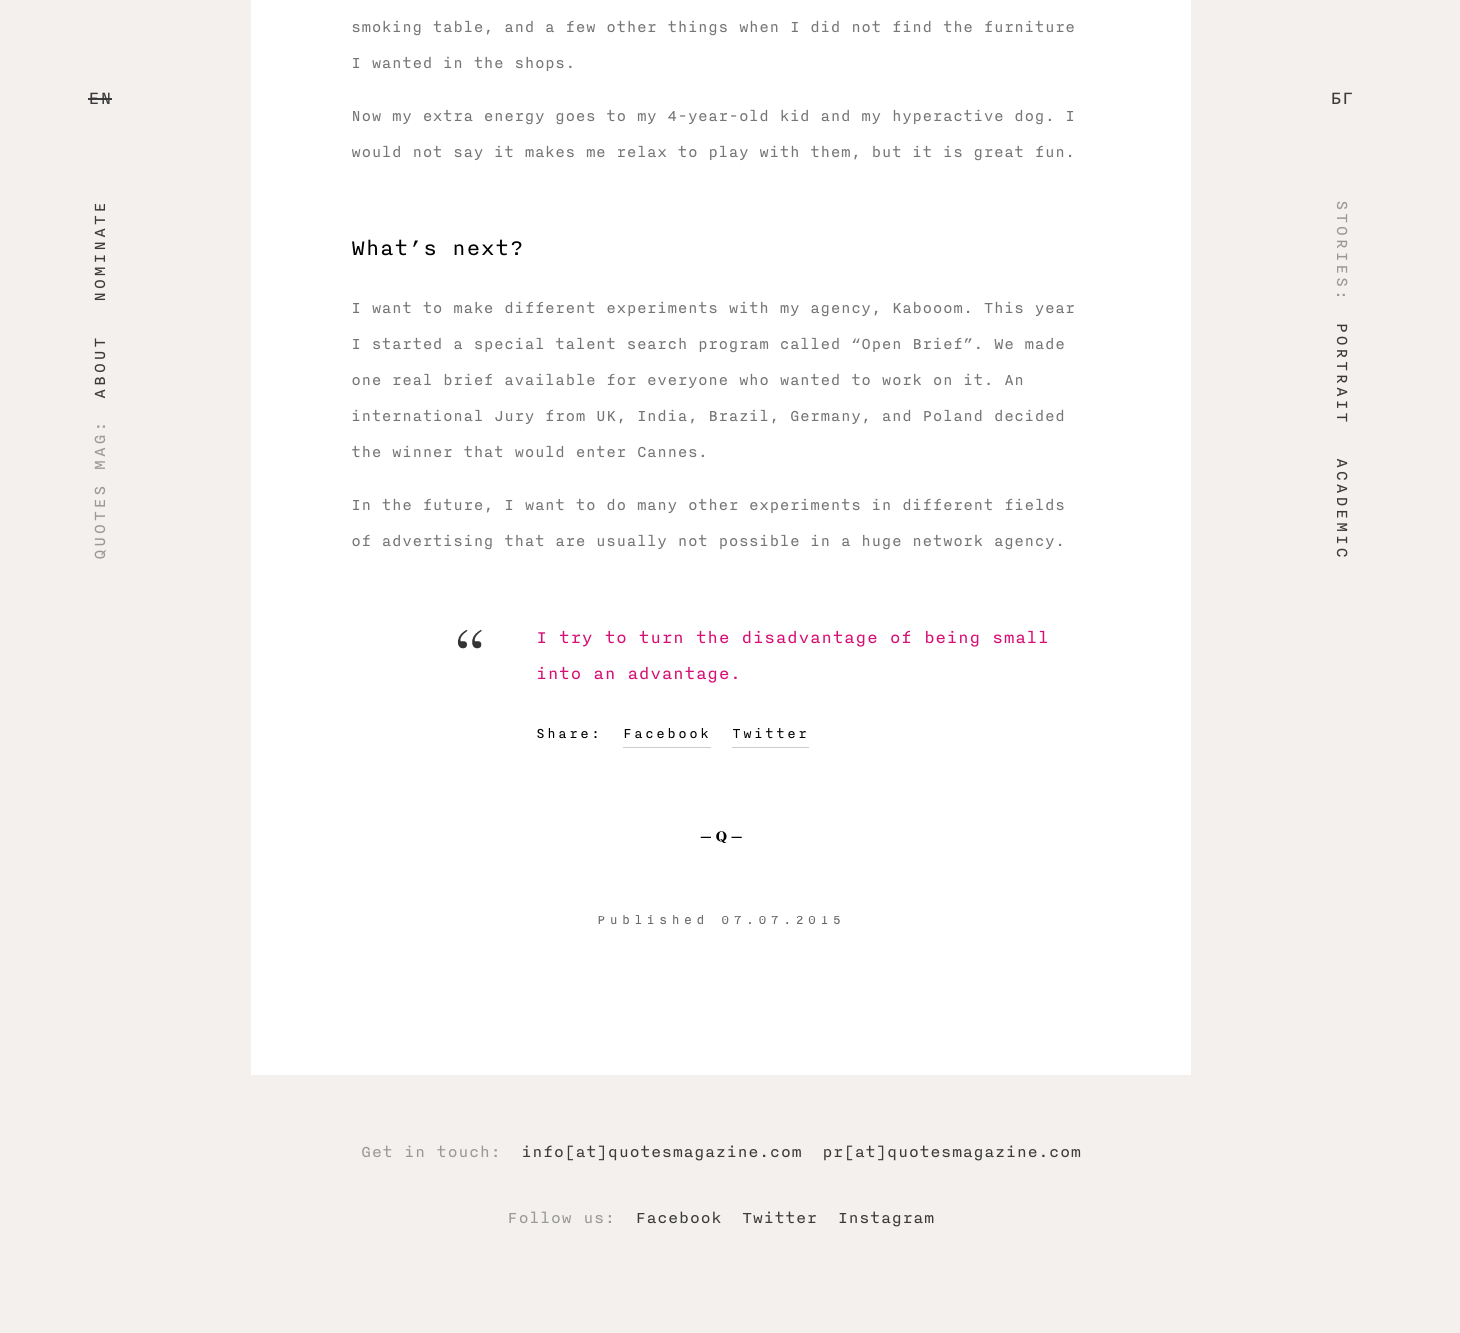 smoking table, and a few other things when I did not find the furniture
I wanted in the shops.
Now my extra energy goes to my 4-year-old kid and my hyperactive dog. I
would not say it makes me relax to play with them, but it is great fun.
EN
БГ
QUOTES MAG: ABOUT NOMINATE
STORIES: PORTRAIT ACADEMIC
What’s next?
I want to make different experiments with my agency, Kabooom. This year
I started a special talent search program called “Open Brief”. We made
one real brief available for everyone who wanted to work on it. An
international Jury from UK, India, Brazil, Germany, and Poland decided
the winner that would enter Cannes.
In the future, I want to do many other experiments in different fields
of advertising that are usually not possible in a huge network agency.
“ I try to turn the disadvantage of being small
into an advantage.
Share: Facebook Twitter
—Q—
Published 07.07.2015
Get in touch: info[at]quotesmagazine.com pr[at]quotesmagazine.com
Follow us: Facebook Twitter Instagram